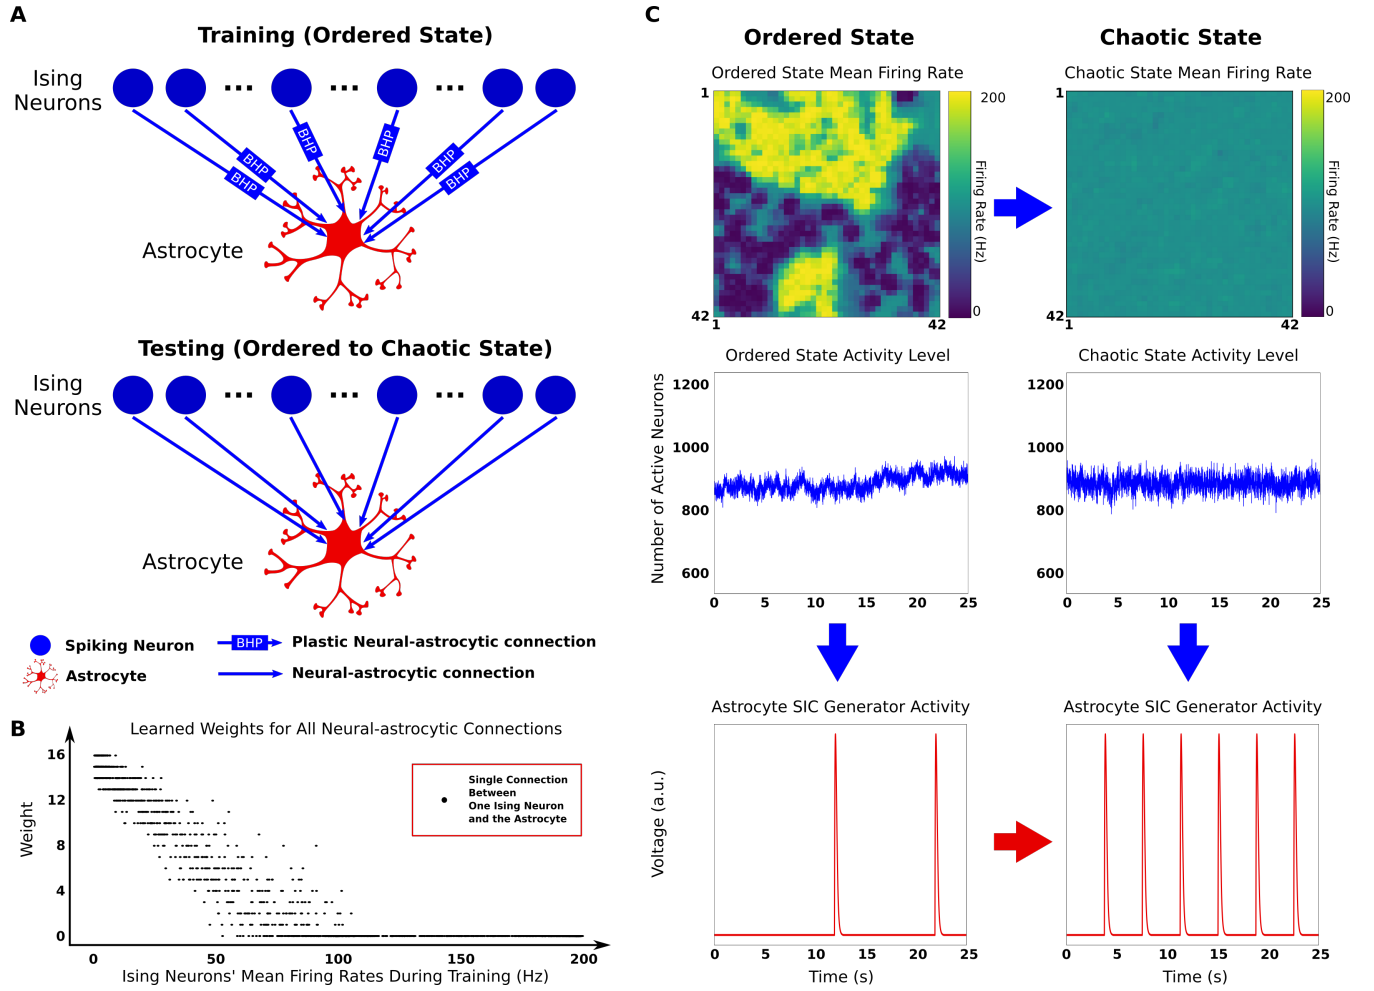 A
Training (Ordered State)
Ising
Neurons
... ... ...
BHP
BHP
BHP
BHP
BHP
BHP
Astrocyte
Testing (Ordered to Chaotic State)
Ising
Neurons
... ... ...
Astrocyte
Spiking Neuron
BHP
Plastic Neural-astrocytic connection
Astrocyte
Neural-astrocytic connection
B
Learned Weights for All Neural-astrocytic Connections
Weight
16
12
8
4
0
Single Connection
Between
One Ising Neuron
and the Astrocyte
0 50 100 150 200
Ising Neurons' Mean Firing Rates During Training (Hz)
C
Ordered State
Chaotic State
Ordered State Mean Firing Rate
1
42
1 42
200
0
Firing Rate (Hz)
Chaotic State Mean Firing Rate
1
42
1 42
200
0
Firing Rate (Hz)
Ordered State Activity Level
Number of Active Neurons
1200
1000
800
600
0 5 10 15 20 25
Chaotic State Activity Level
1200
1000
800
600
0 5 10 15 20 25
Astrocyte SIC Generator Activity
Voltage (a.u.)
0 5 10 15 20 25
Time (s)
Astrocyte SIC Generator Activity
0 5 10 15 20 25
Time (s)